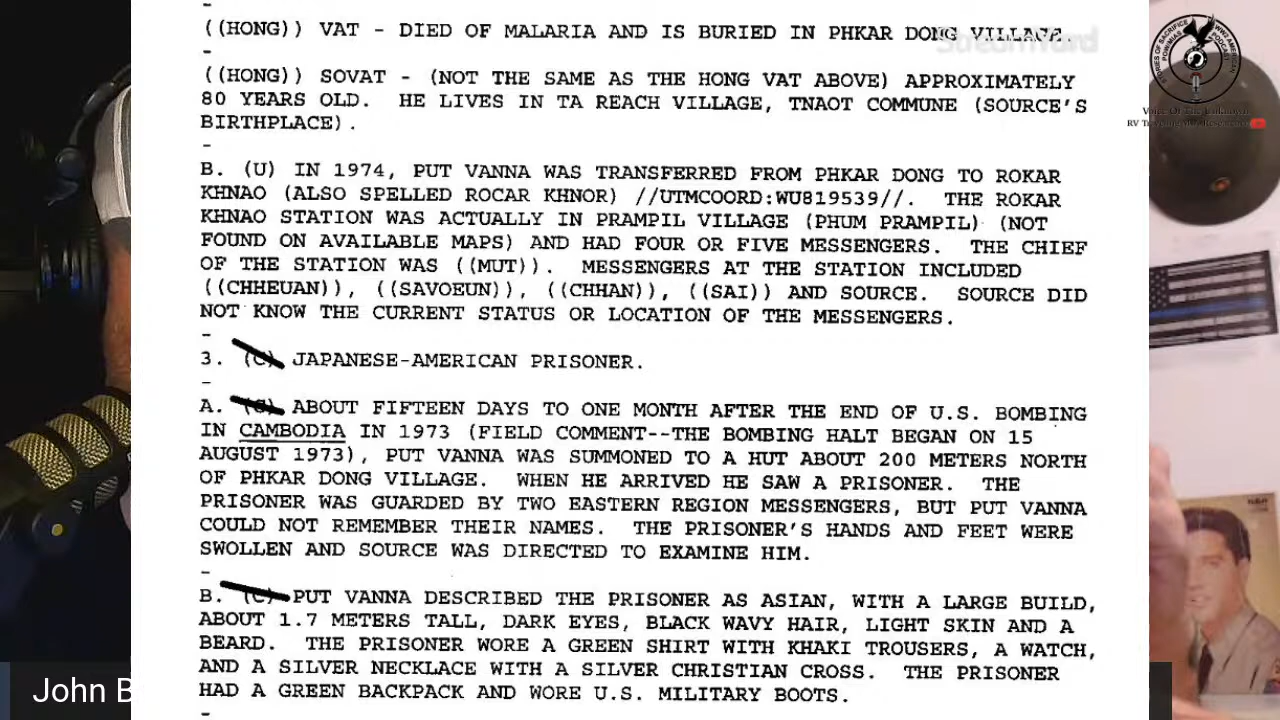 -
((HONG)) VAT - DIED OF MALARIA AND IS BURIED IN PHKAR DONG VILLAGE.
StreamYard
-
((HONG)) SOVAT - (NOT THE SAME AS THE HONG VAT ABOVE) APPROXIMATELY
80 YEARS OLD. HE LIVES IN TA REACH VILLAGE, TNAOT COMMUNE (SOURCE'S
BIRTHPLACE).
-
B. (U) IN 1974, PUT VANNA WAS TRANSFERRED FROM PHKAR DONG TO ROKAR
KHNAO (ALSO SPELLED ROCAR KHNOR) //UTMCOORD:WU819539//. THE ROKAR
KHNAO STATION WAS ACTUALLY IN PRAMPIL VILLAGE (PHUM PRAMPIL) (NOT
FOUND ON AVAILABLE MAPS) AND HAD FOUR OR FIVE MESSENGERS. THE CHIEF
OF THE STATION WAS ((MUT)). MESSENGERS AT THE STATION INCLUDED
((CHHEUAN)), ((SAVOEUN)), ((CHHAN)), ((SAI)) AND SOURCE. SOURCE DID
NOT KNOW THE CURRENT STATUS OR LOCATION OF THE MESSENGERS.
-
3. (C) JAPANESE-AMERICAN PRISONER.
-
A. (C) ABOUT FIFTEEN DAYS TO ONE MONTH AFTER THE END OF U.S. BOMBING
IN CAMBODIA IN 1973 (FIELD COMMENT--THE BOMBING HALT BEGAN ON 15
AUGUST 1973), PUT VANNA WAS SUMMONED TO A HUT ABOUT 200 METERS NORTH
OF PHKAR DONG VILLAGE. WHEN HE ARRIVED HE SAW A PRISONER. THE
PRISONER WAS GUARDED BY TWO EASTERN REGION MESSENGERS, BUT PUT VANNA
COULD NOT REMEMBER THEIR NAMES. THE PRISONER'S HANDS AND FEET WERE
SWOLLEN AND SOURCE WAS DIRECTED TO EXAMINE HIM.
-
B. (C) PUT VANNA DESCRIBED THE PRISONER AS ASIAN, WITH A LARGE BUILD,
ABOUT 1.7 METERS TALL, DARK EYES, BLACK WAVY HAIR, LIGHT SKIN AND A
BEARD. THE PRISONER WORE A GREEN SHIRT WITH KHAKI TROUSERS, A WATCH,
AND A SILVER NECKLACE WITH A SILVER CHRISTIAN CROSS. THE PRISONER
HAD A GREEN BACKPACK AND WORE U.S. MILITARY BOOTS.
-
John B
STORIES OF SACRIFICE
Voice Of The Unknown